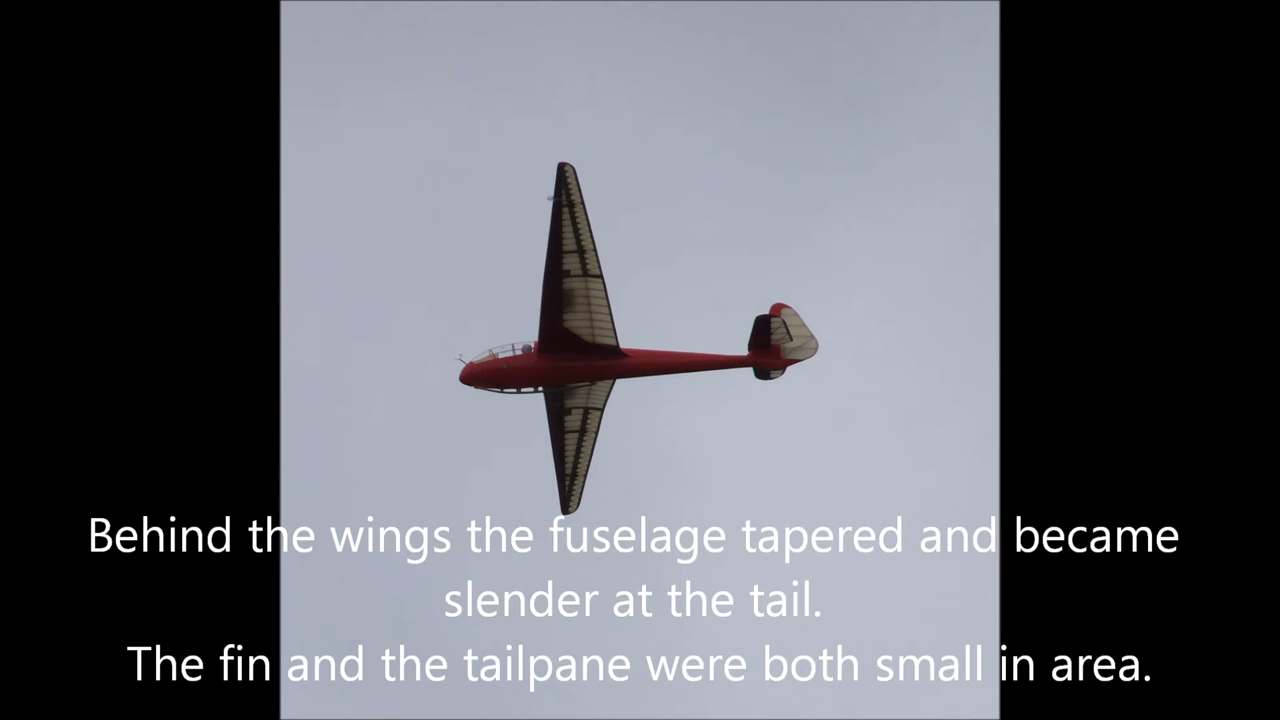 Behind the wings the fuselage tapered and became
slender at the tail.
The fin and the tailpane were both small in area.